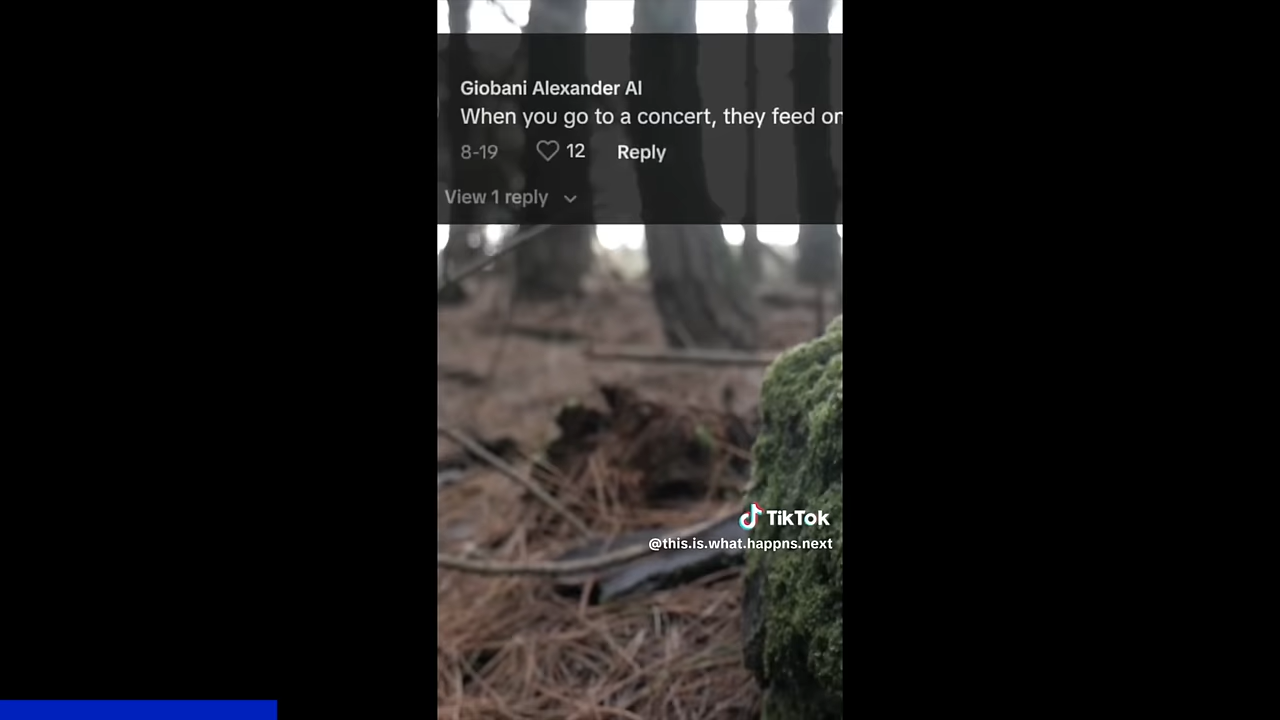 Giobani Alexander Al
When you go to a concert, they feed on
8-19 12 Reply
View 1 reply
TikTok
@this.is.what.happns.next